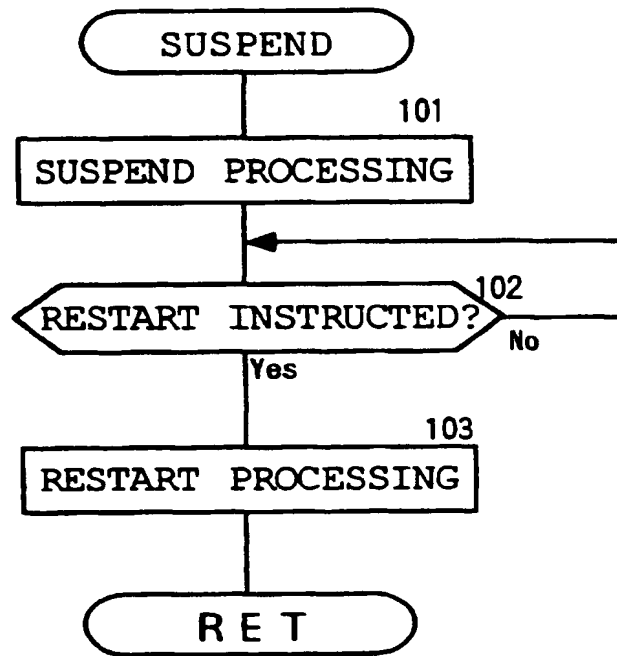 SUSPEND
101
SUSPEND PROCESSING
102
RESTART INSTRUCTED?
No
Yes
103
RESTART PROCESSING
RET